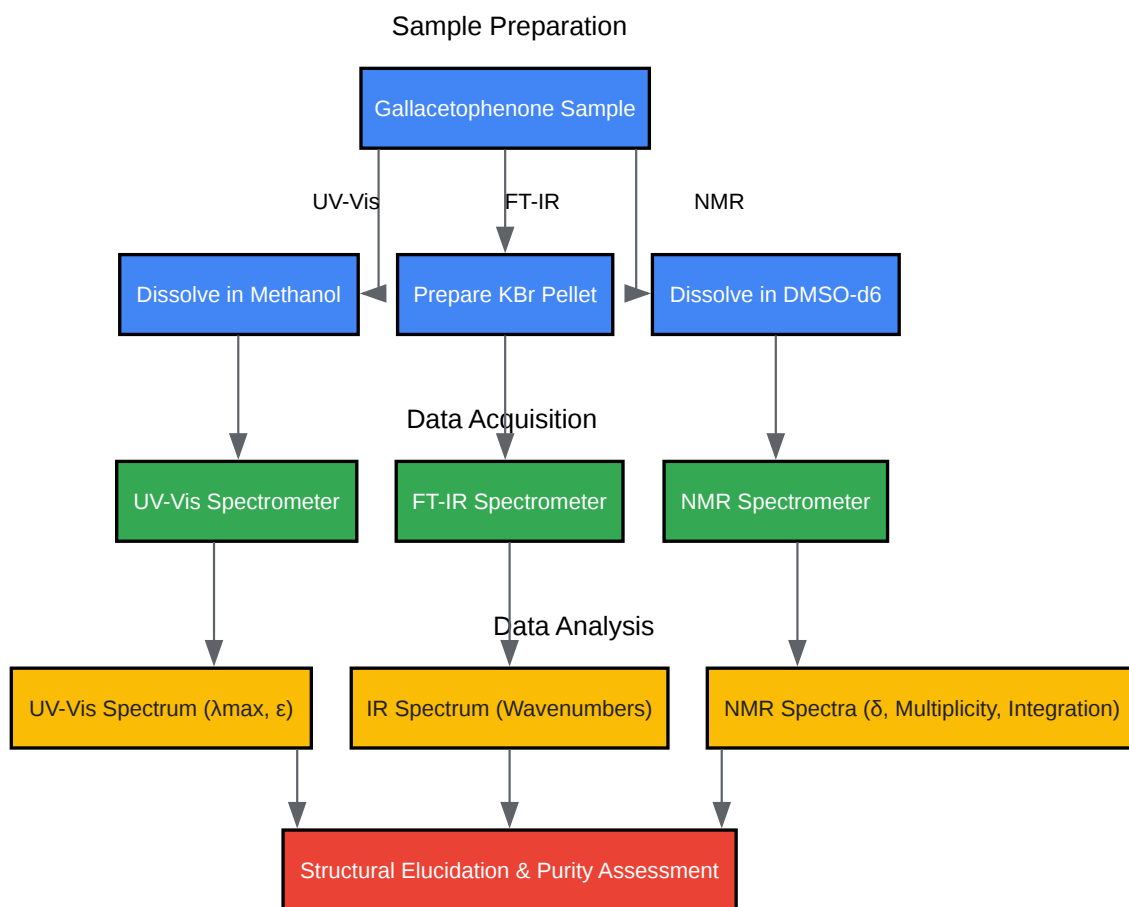 Sample Preparation
Gallacetophenone Sample
UV-Vis
FT-IR
NMR
Dissolve in Methanol
Prepare KBr Pellet
Dissolve in DMSO-d6
Data Acquisition
UV-Vis Spectrometer
FT-IR Spectrometer
NMR Spectrometer
Data Analysis
UV-Vis Spectrum (λmax, ε)
IR Spectrum (Wavenumbers)
NMR Spectra (δ, Multiplicity, Integration)
Structural Elucidation & Purity Assessment